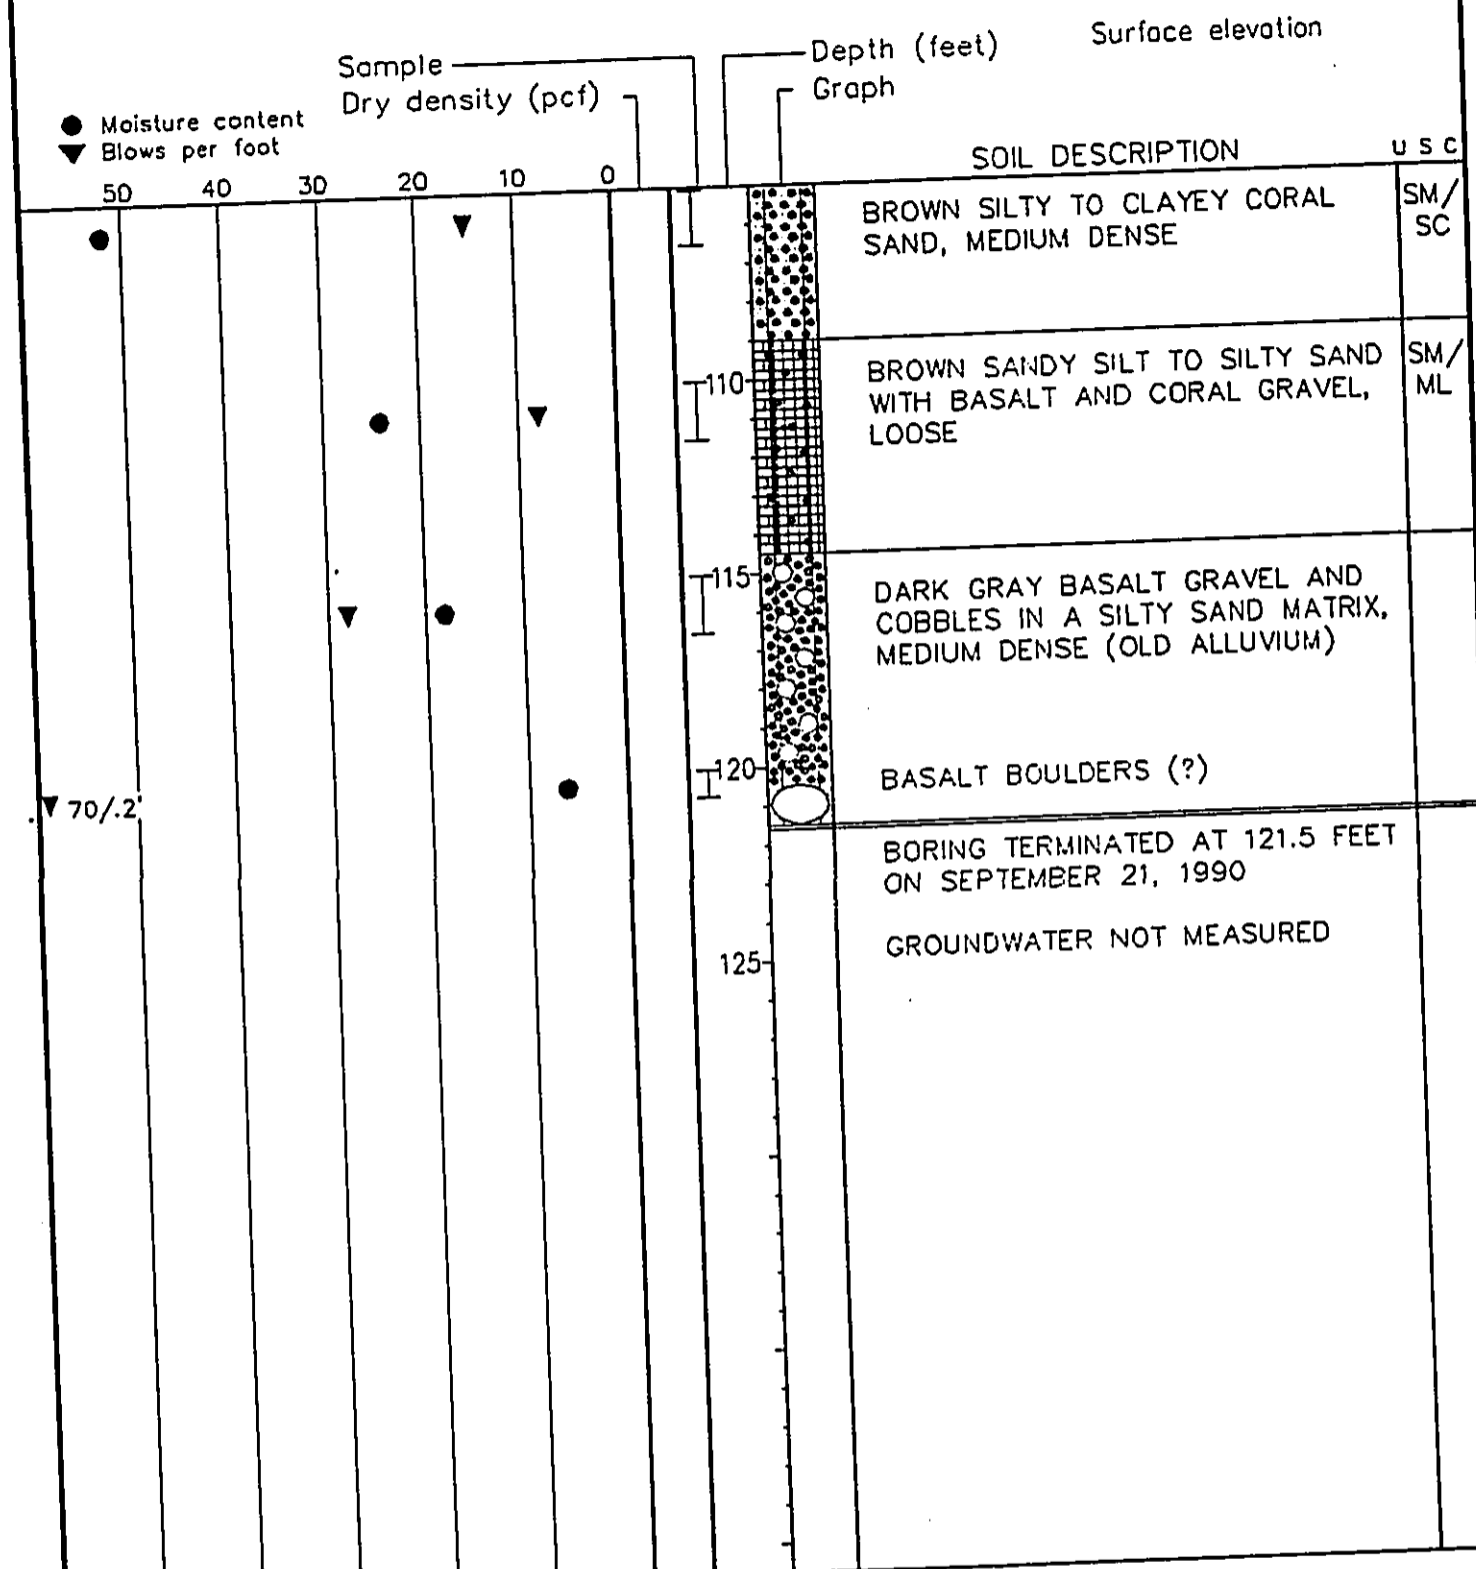 Surface elevation
Sample
Depth (feet)
Dry density (pcf)
Graph
Moisture content
Blows per foot
SOIL DESCRIPTION
U S C
50 40 30 20 10 0
BROWN SILTY TO CLAYEY CORAL
SAND, MEDIUM DENSE
SM/
SC
110
BROWN SANDY SILT TO SILTY SAND
WITH BASALT AND CORAL GRAVEL,
LOOSE
SM/
ML
115
DARK GRAY BASALT GRAVEL AND
COBBLES IN A SILTY SAND MATRIX,
MEDIUM DENSE (OLD ALLUVIUM)
120
BASALT BOULDERS (?)
70/.2'
BORING TERMINATED AT 121.5 FEET
ON SEPTEMBER 21, 1990
GROUNDWATER NOT MEASURED
125